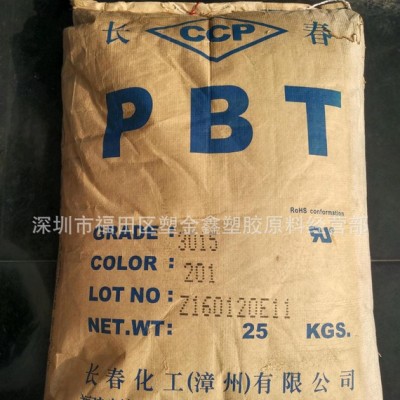 长 CCP 春
PBT
RoHS conformation
深圳市福田区塑金鑫塑胶原料经营部
GRADE: 3015
COLOR: 201
LOT NO: Z160120E11
NET.WT: 25 KGS.
长春化工(漳州)有限公司